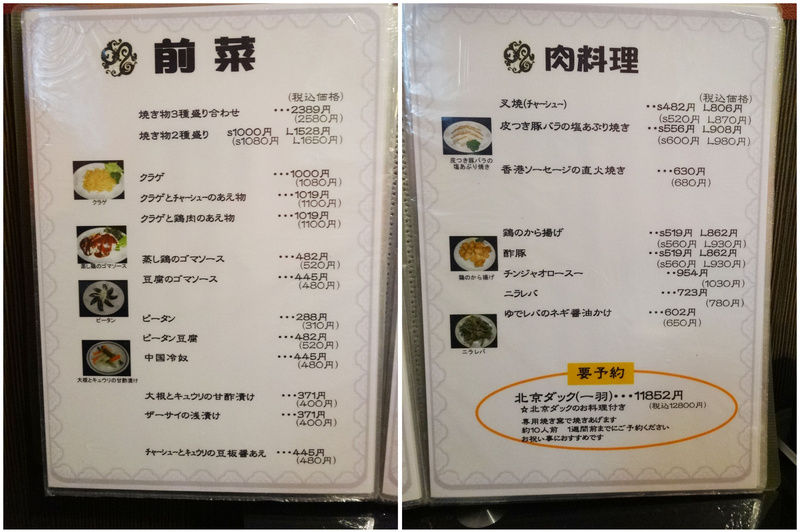 前菜
(税込価格)
焼き物3種盛り合わせ ・・・2389円
(2580円)
焼き物2種盛り s1000円 L1528円
(s1080 L1650円)
クラゲ ・・・1000円
(1080円)
クラゲとチャーシューのあえ物 ・・・1019円
(1100円)
クラゲと鶏肉のあえ物 ・・・1019円
(1100円)
クラゲ
蒸し鶏のゴマソース ・・・482円
(520円)
蒸し鶏のゴマソース
豆腐のゴマソース ・・・445円
(480円)
ピータン ・・・288円
(310円)
ピータン
ピータン豆腐 ・・・482円
(520円)
中国冷奴 ・・・445円
(480円)
大根とキュウリの甘酢漬け
大根とキュウリの甘酢漬け ・・・371円
(400円)
ザーサイの浅漬け ・・・371円
(400円)
チャーシューとキュウリの豆板醤あえ ・・・445円
(480円)
肉料理
(税込価格)
叉焼(チャーシュー) ・・s482円 L806円
(s520円 L870円)
皮つき豚バラの塩あぶり焼き ・・s556円 L908円
(s600円 L980円)
皮つき豚バラの
塩あぶり焼き
香港ソーセージの直火焼き ・・・630円
(680円)
鶏のから揚げ ・・s519円 L862円
(s560円 L930円)
酢豚 ・・s519円 L862円
(s560円 L930円)
鶏のから揚げ
チンジャオロースー ・・954円
(1030円)
ニラレバ ・・・723円
(780円)
ゆでレバのネギ醤油かけ ・・・602円
(650円)
ニラレバ
要予約
北京ダック(一羽)・・・11852円
☆北京ダックのお料理付き (税込12800円)
専用焼き窯で焼きあげます
約10人前 1週間前までにご予約ください
お祝い事におすすめです